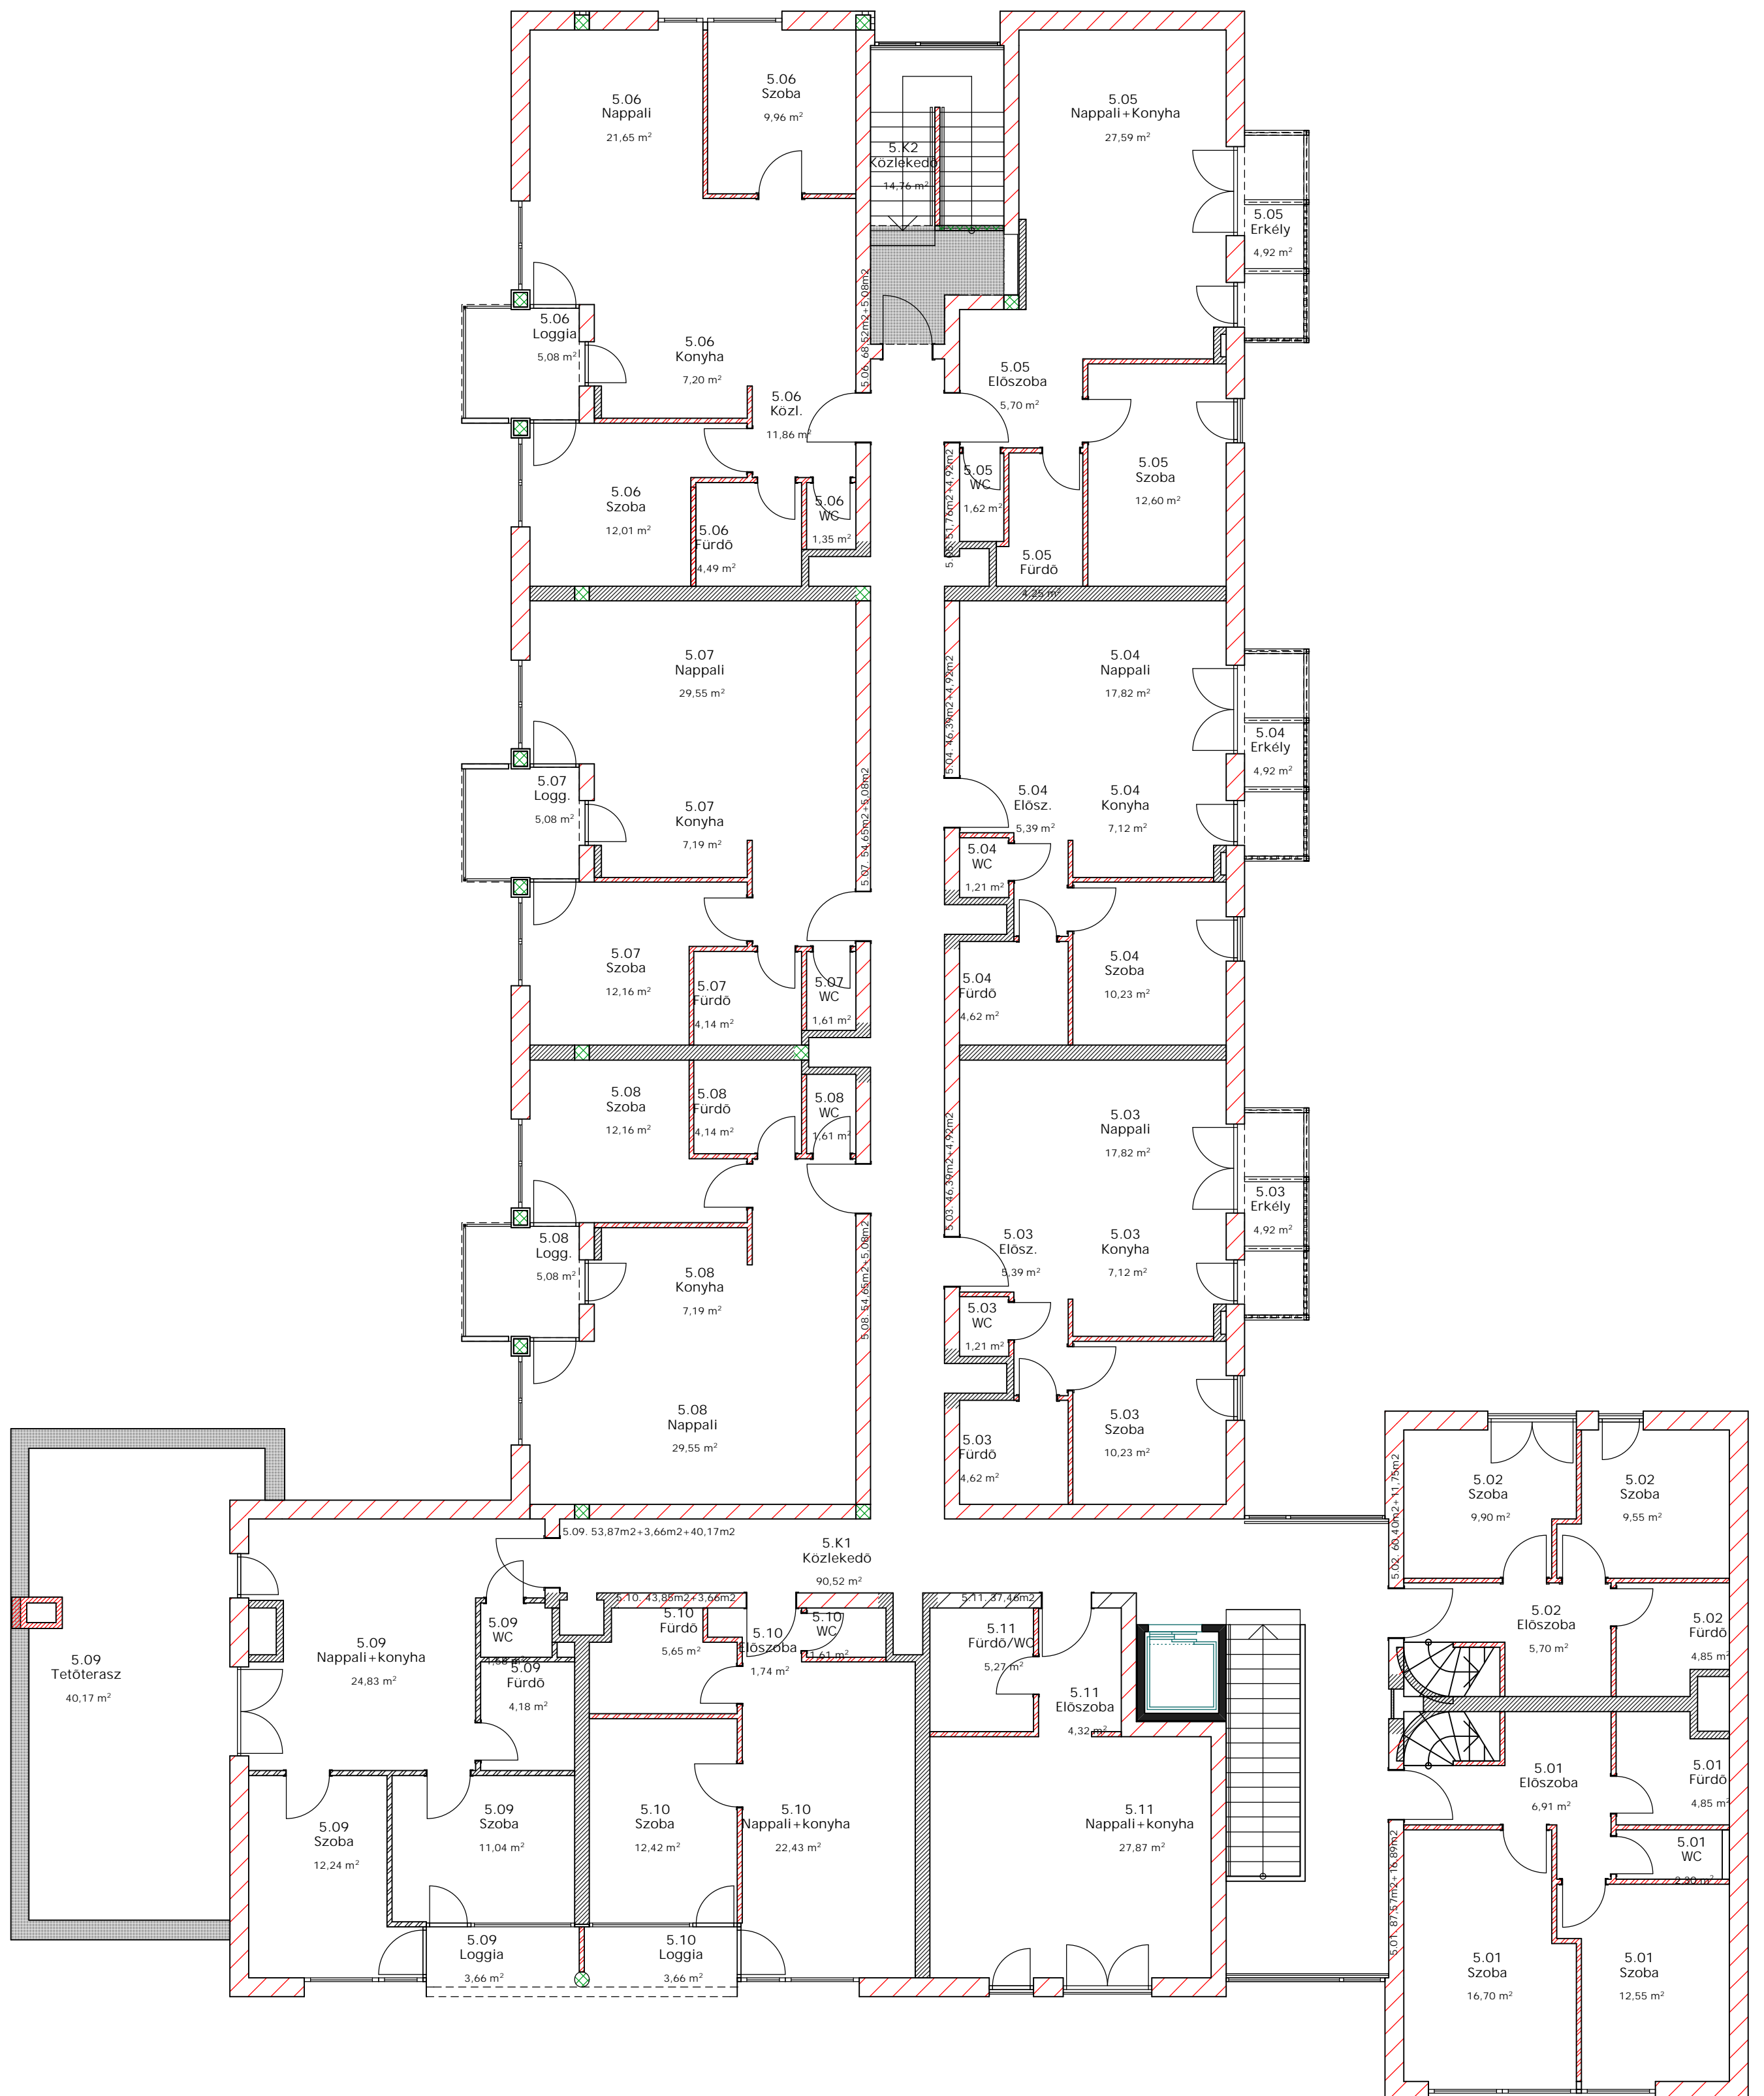 5.06
Nappali
21,65 m²
5.06
Szoba
9,96 m²
5.K2
Közlekedő
14,76 m²
5.05
Nappali+Konyha
27,59 m²
5.05
Erkély
4,92 m²
5.06
Loggia
5,08 m²
5.06
Konyha
7,20 m²
5.06
Közl.
11,86 m²
5.06. 68,52m2+5,08m2
5.05
Előszoba
5,70 m²
5.06
Szoba
12,01 m²
5.06
Fürdő
4,49 m²
5.06
WC
1,35 m²
5.05. 51,76m2+4,92m2
5.05
WC
1,62 m²
5.05
Fürdő
4,25 m²
5.05
Szoba
12,60 m²
5.07
Nappali
29,55 m²
5.04. 46,39m2+4,92m2
5.04
Nappali
17,82 m²
5.04
Erkély
4,92 m²
5.07
Logg.
5,08 m²
5.07
Konyha
7,19 m²
5.07. 54,65m2+5,08m2
5.04
Elősz.
5,39 m²
5.04
Konyha
7,12 m²
5.04
WC
1,21 m²
5.07
Szoba
12,16 m²
5.07
Fürdő
4,14 m²
5.07
WC
1,61 m²
5.04
Fürdő
4,62 m²
5.04
Szoba
10,23 m²
5.08
Szoba
12,16 m²
5.08
Fürdő
4,14 m²
5.08
WC
1,61 m²
5.03. 46,39m2+4,92m2
5.03
Nappali
17,82 m²
5.03
Erkély
4,92 m²
5.08
Logg.
5,08 m²
5.08
Konyha
7,19 m²
5.08. 54,65m2+5,08m2
5.03
Elősz.
5,39 m²
5.03
Konyha
7,12 m²
5.03
WC
1,21 m²
5.08
Nappali
29,55 m²
5.03
Fürdő
4,62 m²
5.03
Szoba
10,23 m²
5.02. 60,40m2+11,75m2
5.02
Szoba
9,90 m²
5.02
Szoba
9,55 m²
5.09. 53,87m2+3,66m2+40,17m2
5.K1
Közlekedő
90,52 m²
5.10. 43,85m2+3,66m2
5.11. 37,46m2
5.09
Tetőterasz
40,17 m²
5.09
Nappali+konyha
24,83 m²
5.09
WC
5.09
Fürdő
4,18 m²
5.10
Fürdő
5,65 m²
5.10
Előszoba
1,74 m²
5.10
WC
1,61 m²
5.11
Fürdő/WC
5,27 m²
5.11
Előszoba
4,32 m²
5.02
Előszoba
5,70 m²
5.02
Fürdő
4,85 m²
5.01
Előszoba
6,91 m²
5.01
Fürdő
4,85 m²
5.09
Szoba
12,24 m²
5.09
Szoba
11,04 m²
5.10
Szoba
12,42 m²
5.10
Nappali+konyha
22,43 m²
5.11
Nappali+konyha
27,87 m²
5.01. 87,57m2+16,89m2
5.01
WC
2,30 m²
5.09
Loggia
3,66 m²
5.10
Loggia
3,66 m²
5.01
Szoba
16,70 m²
5.01
Szoba
12,55 m²